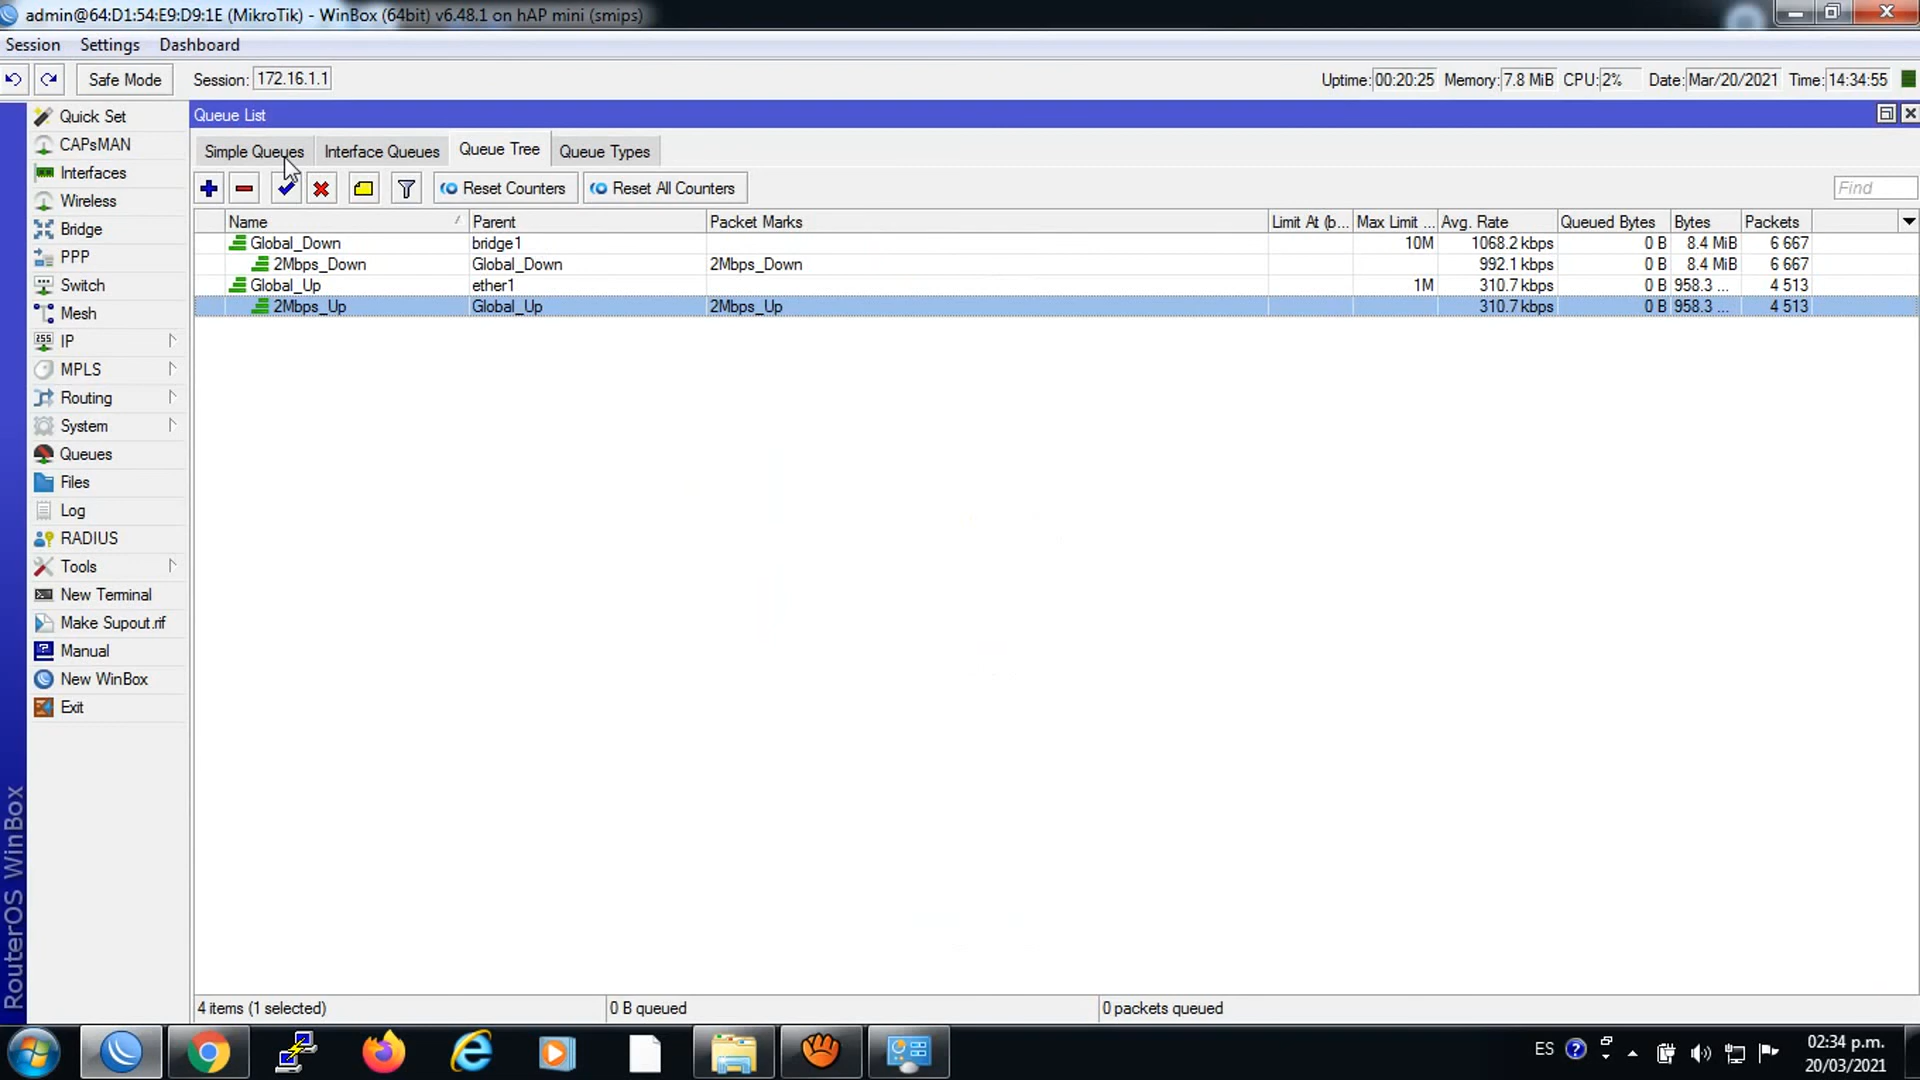 admin@64:D1:54:E9:D9:1E (MikroTik) - WinBox (64bit) v6.48.1 on hAP mini (smips)
Session Settings Dashboard
Safe Mode Session: 172.16.1.1 Uptime: 00:20:25 Memory: 7.8 MiB CPU: 2% Date: Mar/20/2021 Time: 14:34:55
Quick Set
CAPsMAN
Interfaces
Wireless
Bridge
PPP
Switch
Mesh
IP
MPLS
Routing
System
Queues
Files
Log
RADIUS
Tools
New Terminal
Make Supout.rif
Manual
New WinBox
Exit
RouterOS WinBox
Queue List
Simple Queues Interface Queues Queue Tree Queue Types
Reset Counters Reset All Counters Find
Name / Parent Packet Marks Limit At (b... Max Limit ... Avg. Rate Queued Bytes Bytes Packets
Global_Down bridge1 10M 1068.2 kbps 0 B 8.4 MiB 6 667
2Mbps_Down Global_Down 2Mbps_Down 992.1 kbps 0 B 8.4 MiB 6 667
Global_Up ether1 1M 310.7 kbps 0 B 958.3 ... 4 513
2Mbps_Up Global_Up 2Mbps_Up 310.7 kbps 0 B 958.3 ... 4 513
4 items (1 selected) 0 B queued 0 packets queued
ES ? 02:34 p.m.
20/03/2021